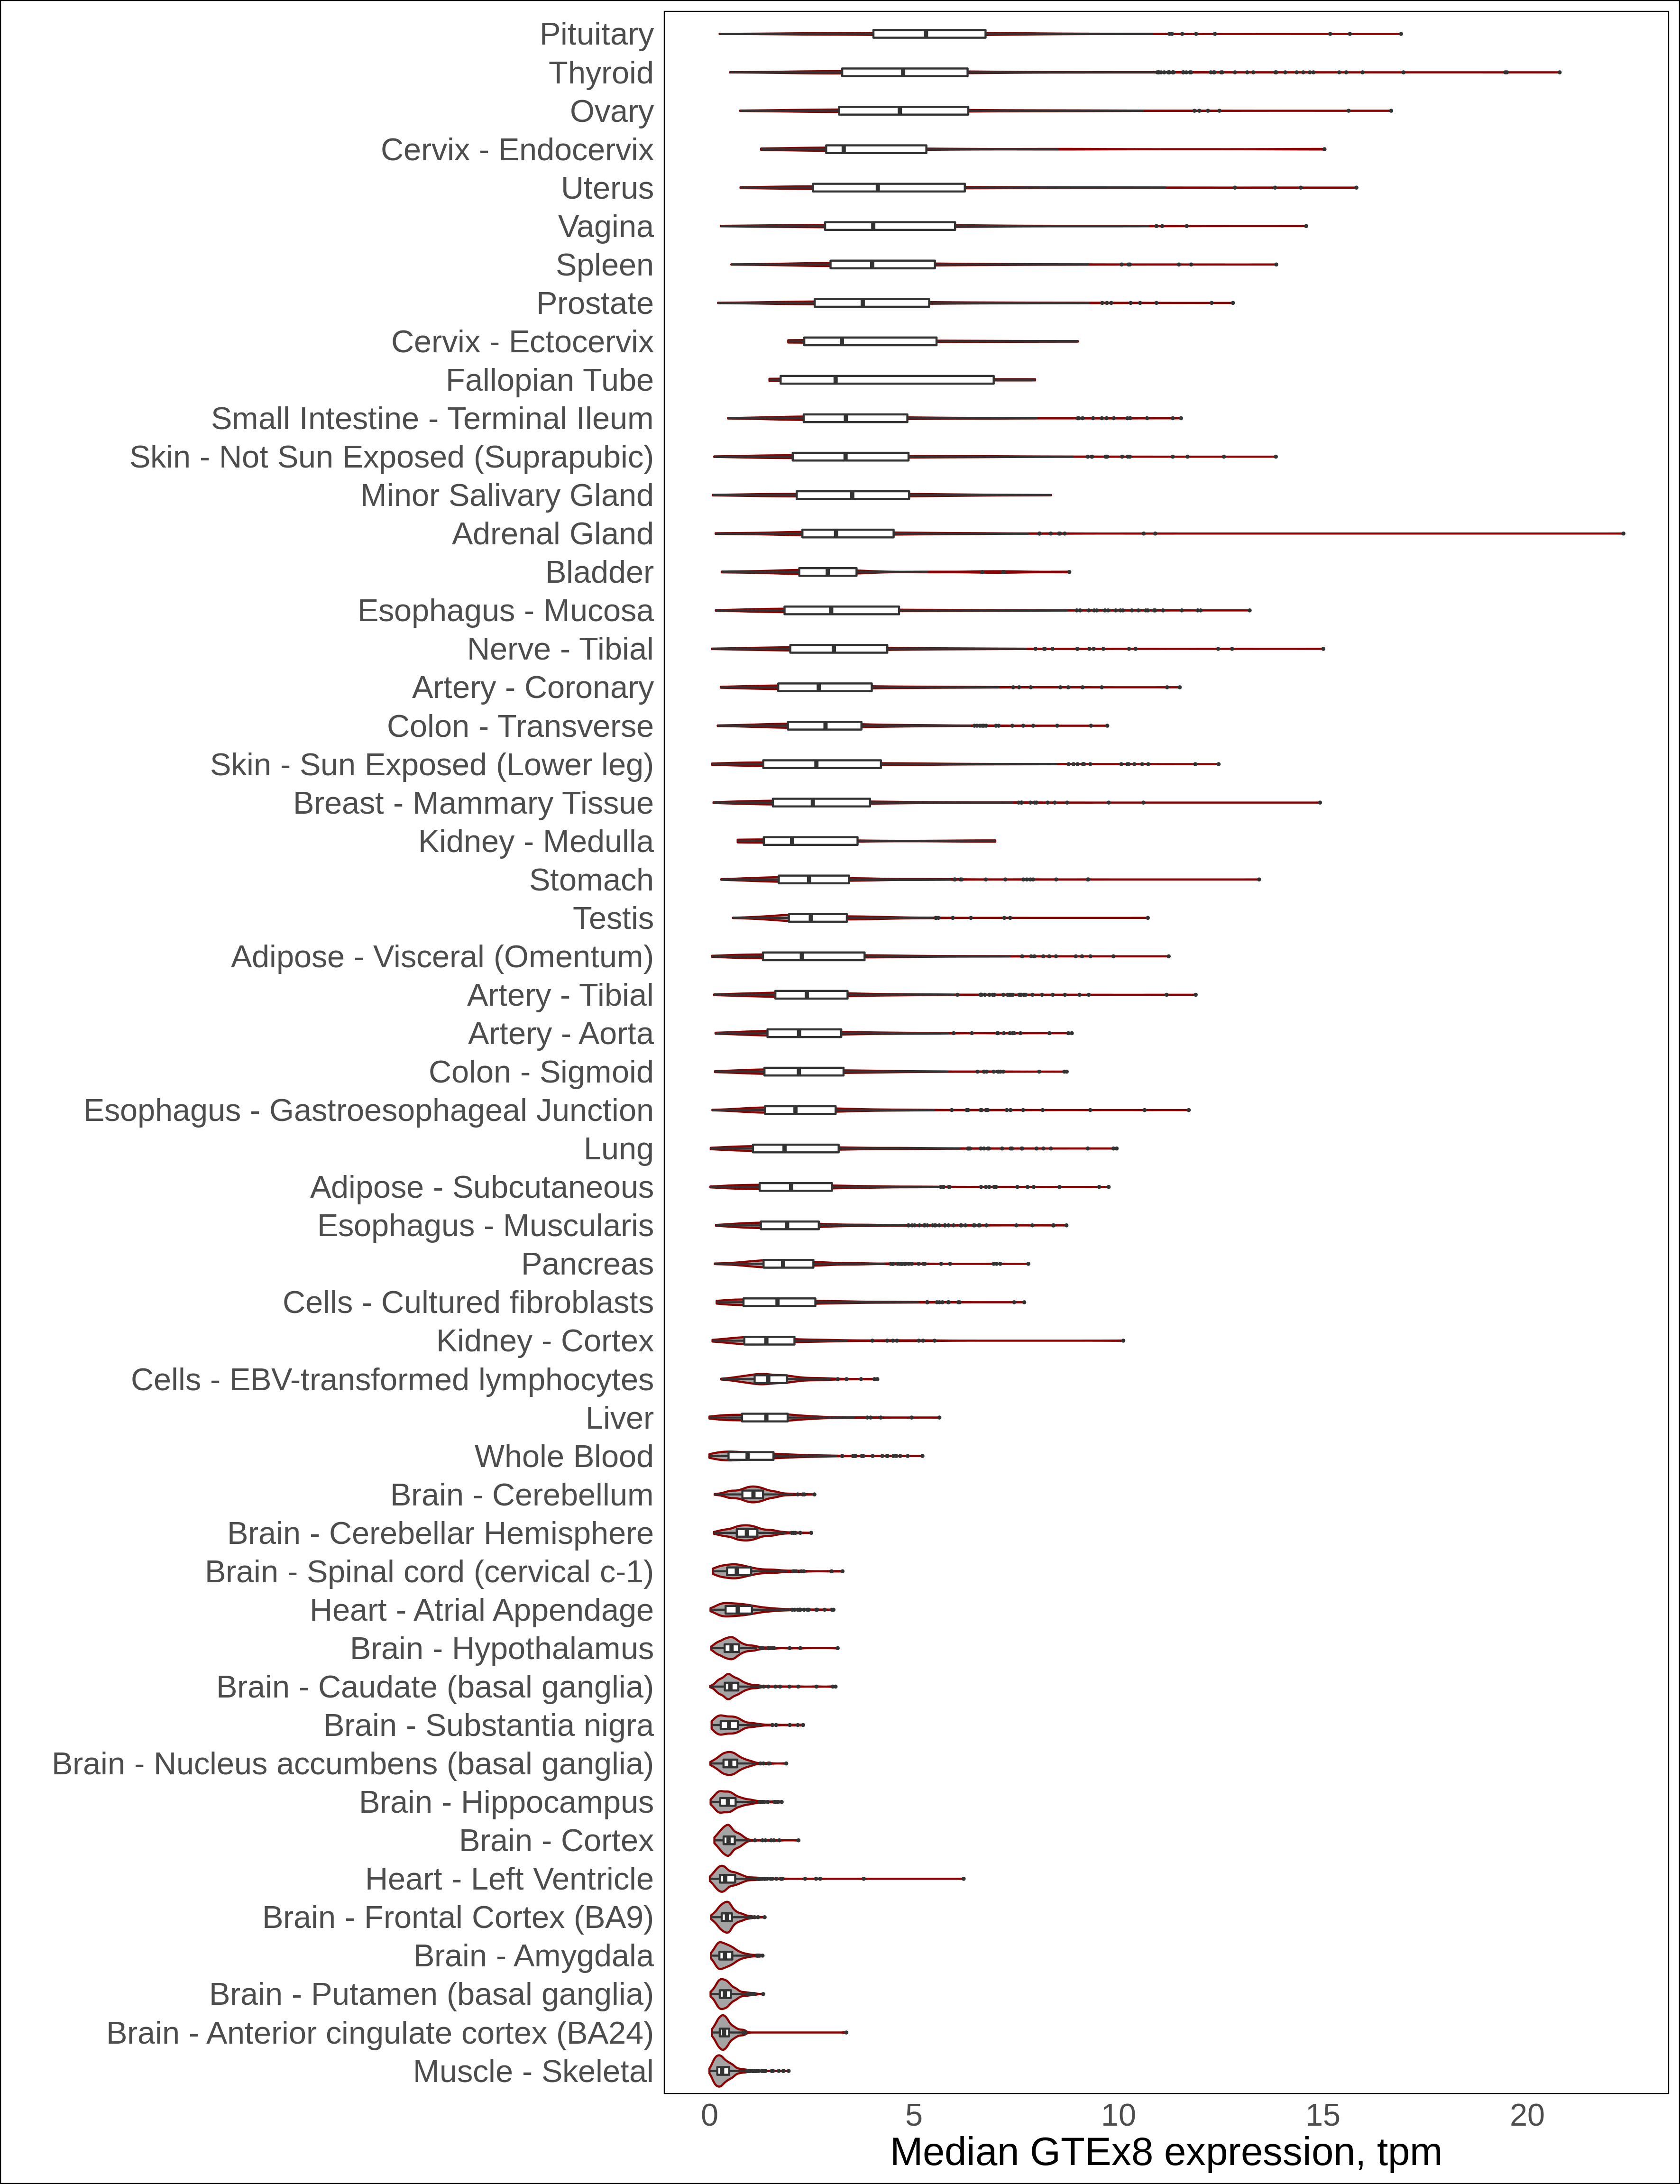 Pituitary
Thyroid
Ovary
Cervix - Endocervix
Uterus
Vagina
Spleen
Prostate
Cervix - Ectocervix
Fallopian Tube
Small Intestine - Terminal Ileum
Skin - Not Sun Exposed (Suprapubic)
Minor Salivary Gland
Adrenal Gland
Bladder
Esophagus - Mucosa
Nerve - Tibial
Artery - Coronary
Colon - Transverse
Skin - Sun Exposed (Lower leg)
Breast - Mammary Tissue
Kidney - Medulla
Stomach
Testis
Adipose - Visceral (Omentum)
Artery - Tibial
Artery - Aorta
Colon - Sigmoid
Esophagus - Gastroesophageal Junction
Lung
Adipose - Subcutaneous
Esophagus - Muscularis
Pancreas
Cells - Cultured fibroblasts
Kidney - Cortex
Cells - EBV-transformed lymphocytes
Liver
Whole Blood
Brain - Cerebellum
Brain - Cerebellar Hemisphere
Brain - Spinal cord (cervical c-1)
Heart - Atrial Appendage
Brain - Hypothalamus
Brain - Caudate (basal ganglia)
Brain - Substantia nigra
Brain - Nucleus accumbens (basal ganglia)
Brain - Hippocampus
Brain - Cortex
Heart - Left Ventricle
Brain - Frontal Cortex (BA9)
Brain - Amygdala
Brain - Putamen (basal ganglia)
Brain - Anterior cingulate cortex (BA24)
Muscle - Skeletal
0 5 10 15 20
Median GTEx8 expression, tpm